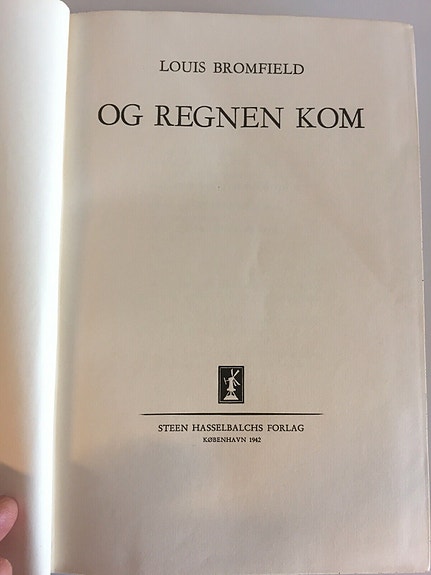 LOUIS BROMFIELD
OG REGNEN KOM
STEEN HASSELBALCHS FORLAG
KØBENHAVN 1942